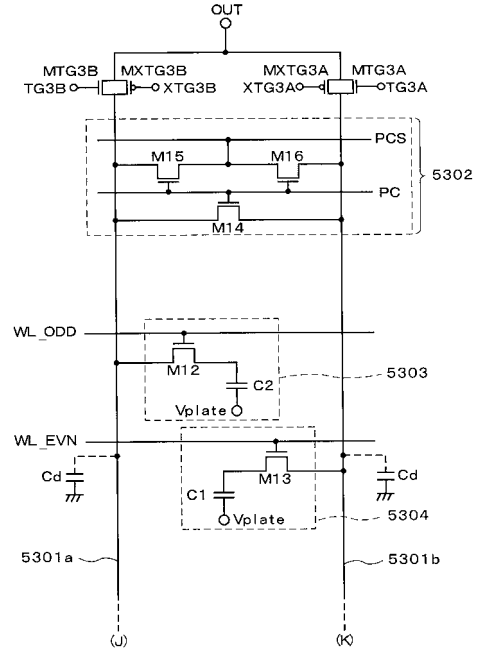 OUT
MTG3B MXTG3B MXTG3A MTG3A
TG3B XTG3B XTG3A TG3A
PCS
M15 M16
5302
PC
M14
WL_ODD
M12
C2
5303
Vplate
WL_EVN
Cd C1 M13 Cd
Vplate 5304
5301a 5301b
(J) (K)